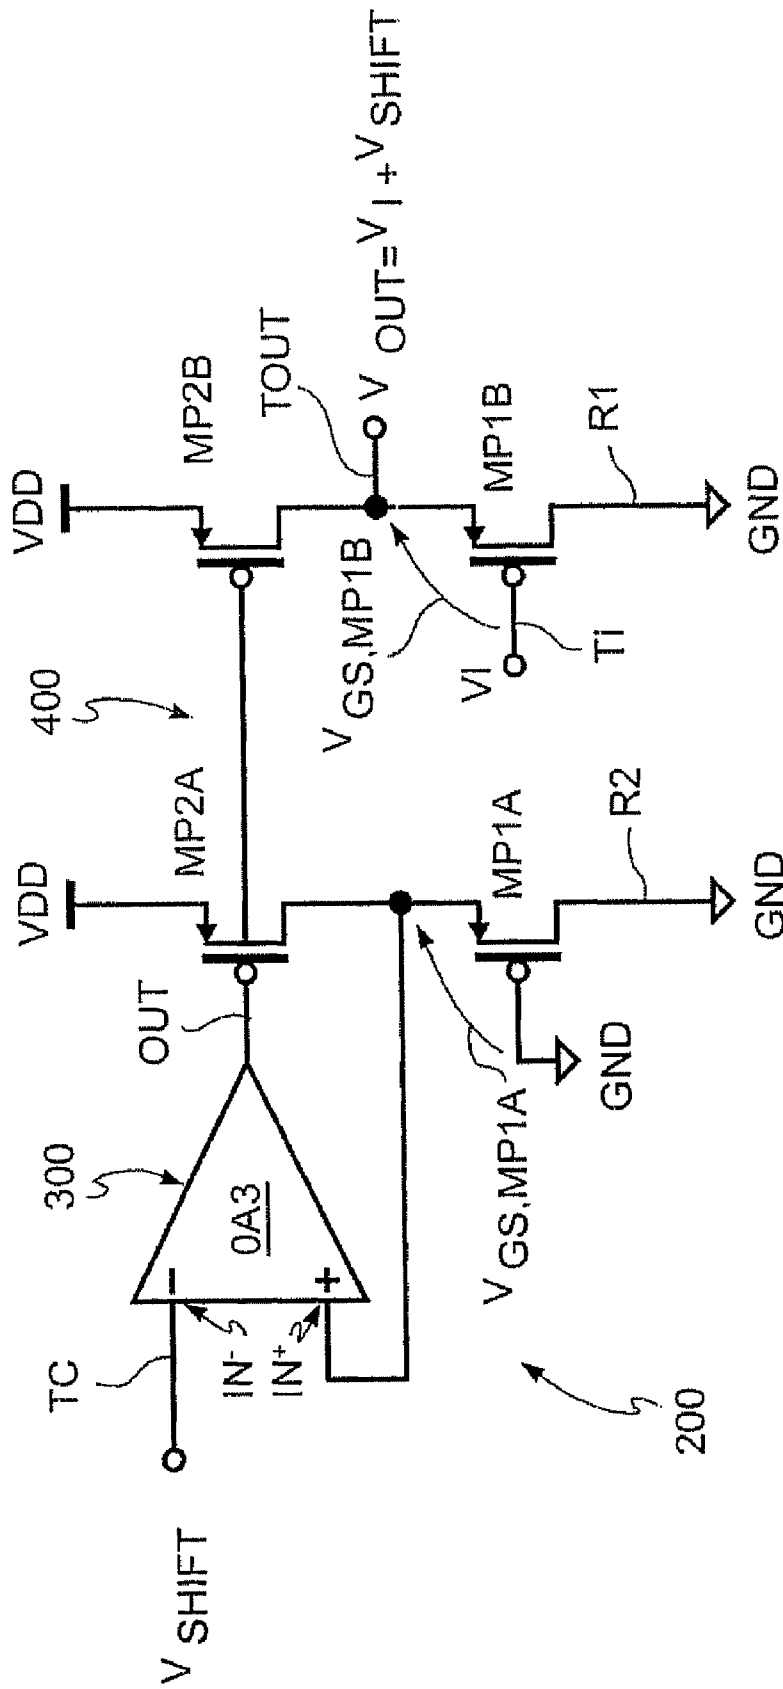 VDD
VDD
400
MP2A
MP2B
300
OUT
TC
V SHIFT
0A3
−
+
IN-
IN+
TOUT
V OUT=V I +V SHIFT
V GS,MP1B
V GS,MP1A
MP1A
MP1B
VI
Ti
GND
R2
R1
200
GND
GND